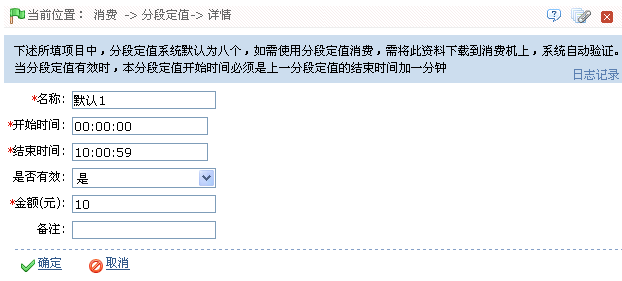 当前位置： 消费 -> 分段定值-> 详情
下述所填项目中，分段定值系统默认为八个，如需使用分段定值消费，需将此资料下载到消费机上，系统自动验证。
当分段定值有效时，本分段定值开始时间必须是上一分段定值的结束时间加一分钟
日志记录
*名称: 默认1
*开始时间: 00:00:00
*结束时间: 10:00:59
是否有效: 是
*金额(元): 10
备注:
确定 取消